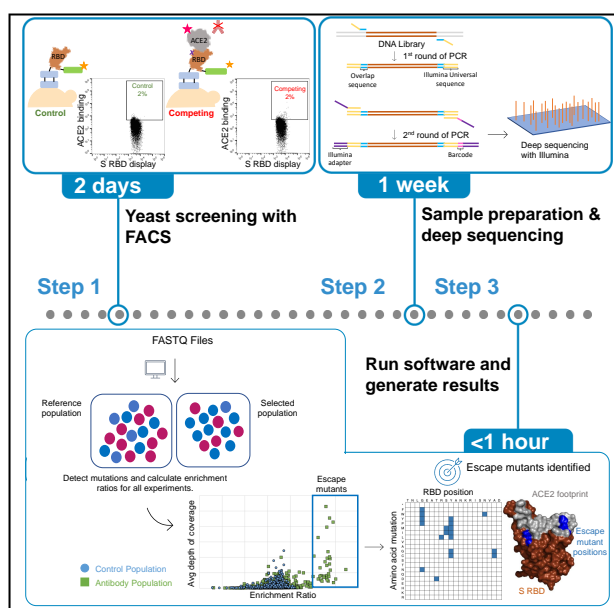 ACE2
RBD
RBD
Control
Competing
ACE2 binding
Control
2%
S RBD display
ACE2 binding
Competing
2%
S RBD display
DNA Library
1st round of PCR
Overlap
sequence
Illumina Universal
sequence
2nd round of PCR
Illumina
adapter
Barcode
Deep sequencing
with Illumina
2 days
1 week
Yeast screening with
FACS
Sample preparation &
deep sequencing
Step 1
Step 2
Step 3
FASTQ Files
Reference
population
Selected
population
Detect mutations and calculate enrichment
ratios for all experiments.
Run software and
generate results
<1 hour
Escape
mutants
Avg depth of coverage
Control Population
Antibody Population
Enrichment Ratio
Escape mutants identified
RBD position
Amino acid mutation
ACE2 footprint
Escape
mutant
positions
S RBD